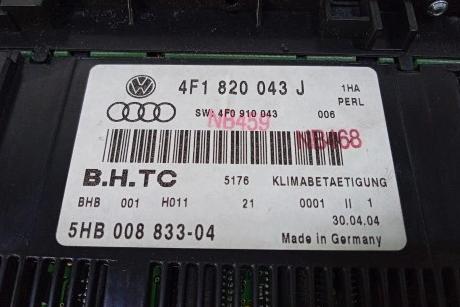 4F1 820 043 J
1HA
PERL
SW: 4F0 910 043
006
NB459
NB468
B.H.TC
5176
KLIMABETAETIGUNG
BHB 001 H011 21 0001 II 1
30.04.04
5HB 008 833-04
Made in Germany